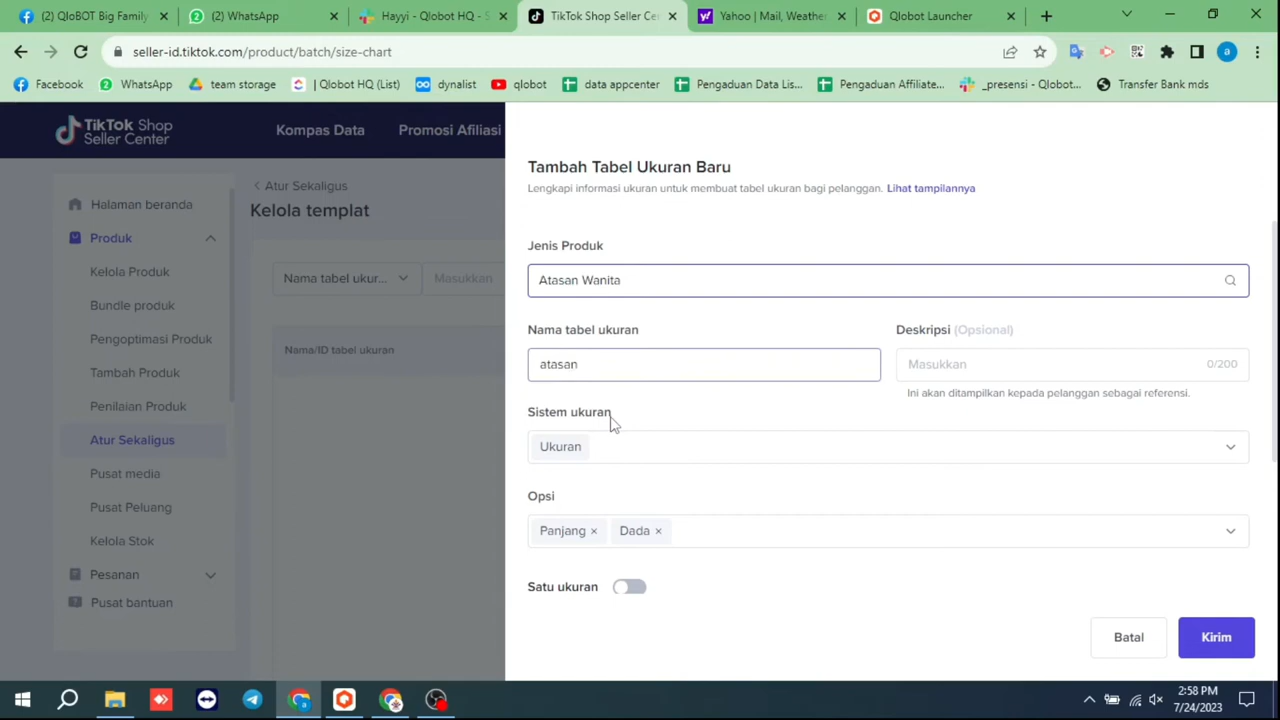 (2) QloBOT Big Family
(2) WhatsApp
Hayyi - Qlobot HQ - S
TikTok Shop Seller Ce
Yahoo | Mail, Weather
Qlobot Launcher
seller-id.tiktok.com/product/batch/size-chart
a
Facebook
WhatsApp
team storage
| Qlobot HQ (List)
dynalist
qlobot
data appcenter
Pengaduan Data Lis...
Pengaduan Affiliate...
_presensi - Qlobot...
Transfer Bank mds
TikTok Shop
Seller Center
Kompas Data
Promosi Afiliasi
Halaman beranda
Produk
Kelola Produk
Bundle produk
Pengoptimasi Produk
Tambah Produk
Penilaian Produk
Atur Sekaligus
Pusat media
Pusat Peluang
Kelola Stok
Pesanan
Pusat bantuan
Atur Sekaligus
Kelola templat
Nama tabel ukur...
Masukkan
Nama/ID tabel ukuran
Tambah Tabel Ukuran Baru
Lengkapi informasi ukuran untuk membuat tabel ukuran bagi pelanggan. Lihat tampilannya
Jenis Produk
Atasan Wanita
Nama tabel ukuran
Deskripsi (Opsional)
atasan
Masukkan
0/200
Ini akan ditampilkan kepada pelanggan sebagai referensi.
Sistem ukuran
Ukuran
Opsi
Panjang ×
Dada ×
Satu ukuran
Batal
Kirim
2:58 PM
7/24/2023